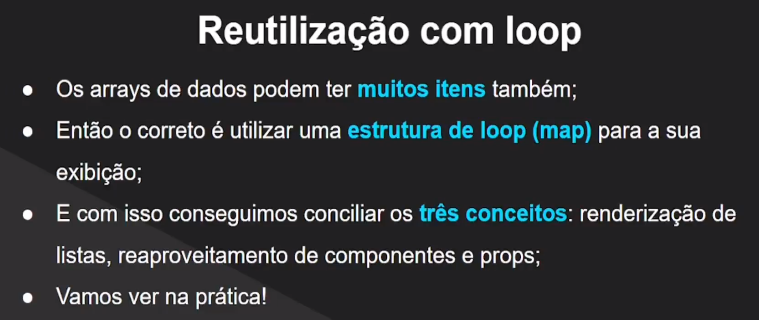 Reutilização com loop
● Os arrays de dados podem ter muitos itens também;
● Então o correto é utilizar uma estrutura de loop (map) para a sua
exibição;
● E com isso conseguimos conciliar os três conceitos: renderização de
listas, reaproveitamento de componentes e props;
● Vamos ver na prática!